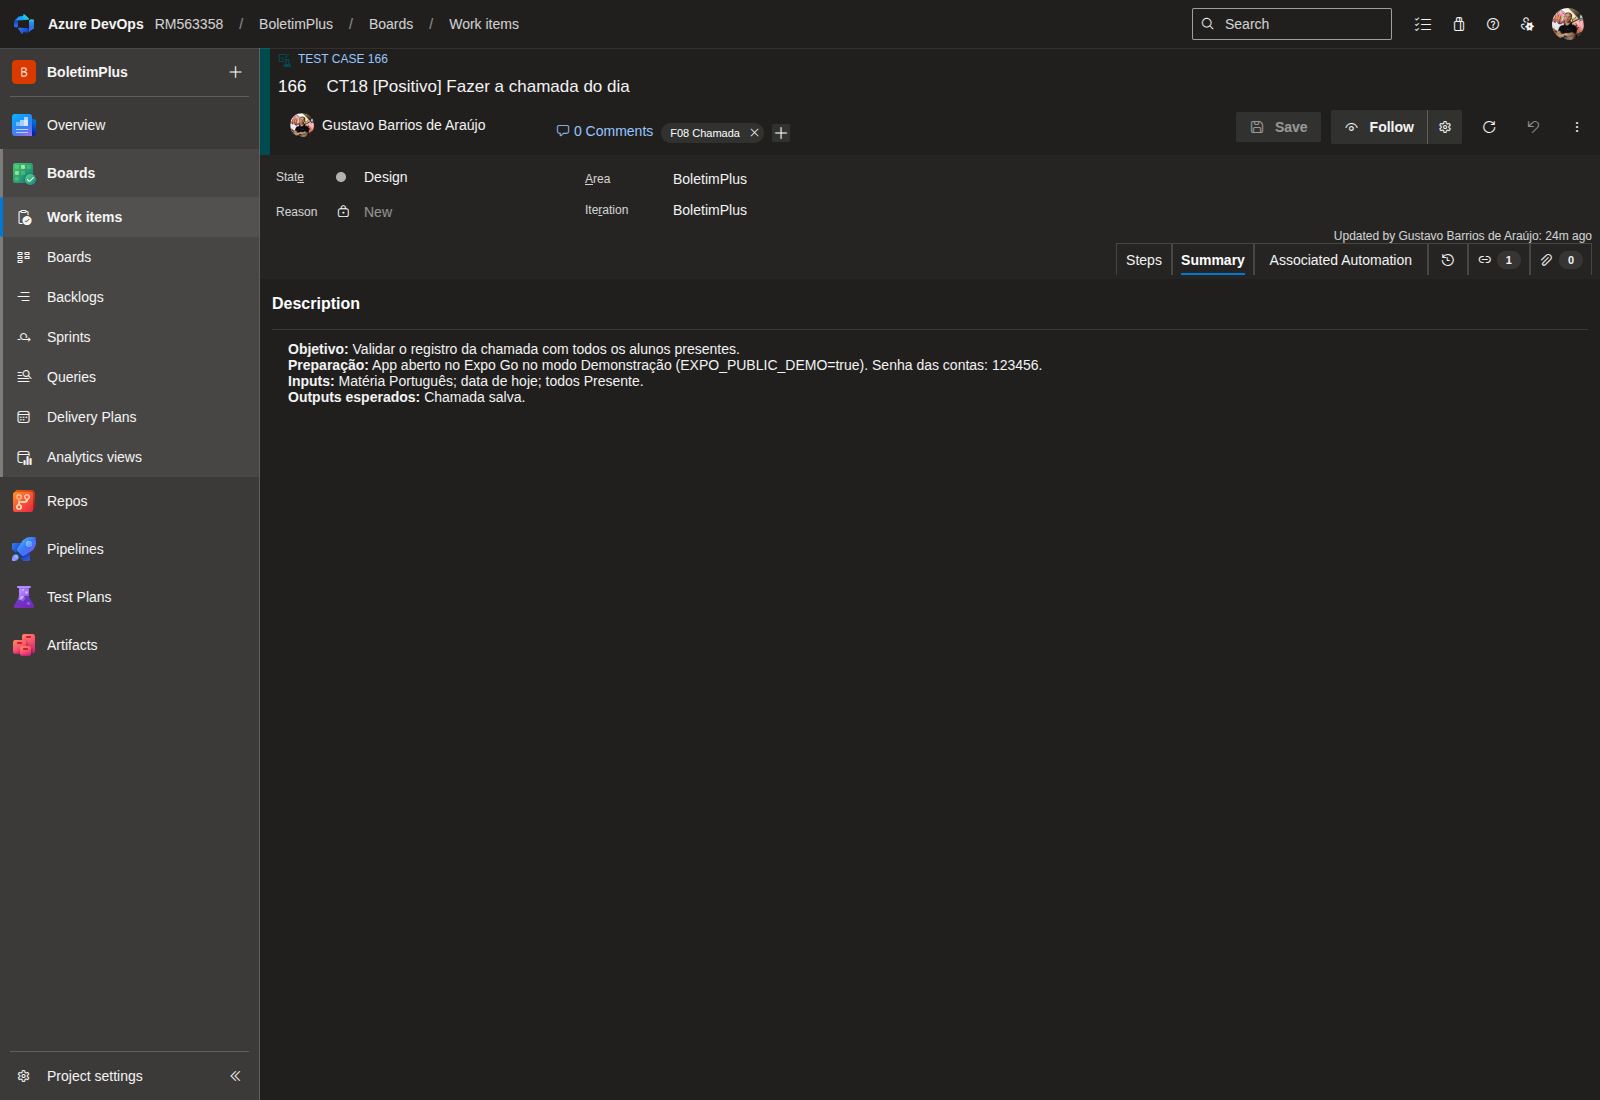 Azure DevOps RM563358 / BoletimPlus / Boards / Work items
Search
B BoletimPlus
Overview
Boards
Work items
Boards
Backlogs
Sprints
Queries
Delivery Plans
Analytics views
Repos
Pipelines
Test Plans
Artifacts
Project settings
TEST CASE 166
166 CT18 [Positivo] Fazer a chamada do dia
Gustavo Barrios de Araújo
0 Comments
F08 Chamada
Save
Follow
State Design
Area BoletimPlus
Reason New
Iteration BoletimPlus
Updated by Gustavo Barrios de Araújo: 24m ago
Steps Summary Associated Automation 1 0
Description
Objetivo: Validar o registro da chamada com todos os alunos presentes.
Preparação: App aberto no Expo Go no modo Demonstração (EXPO_PUBLIC_DEMO=true). Senha das contas: 123456.
Inputs: Matéria Português; data de hoje; todos Presente.
Outputs esperados: Chamada salva.